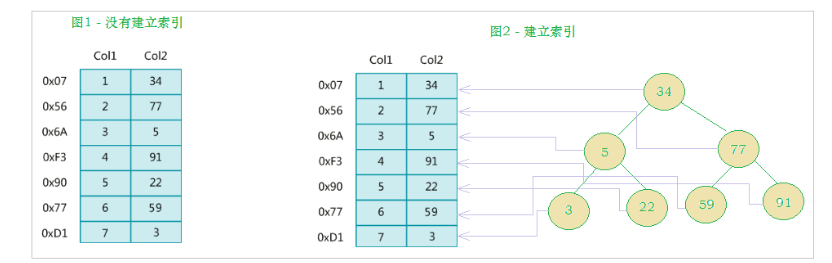 图1 - 没有建立索引
Col1 Col2
0x07 1 34
0x56 2 77
0x6A 3 5
0xF3 4 91
0x90 5 22
0x77 6 59
0xD1 7 3
图2 - 建立索引
Col1 Col2
0x07 1 34
0x56 2 77
0x6A 3 5
0xF3 4 91
0x90 5 22
0x77 6 59
0xD1 7 3
34
5 77
3 22 59 91